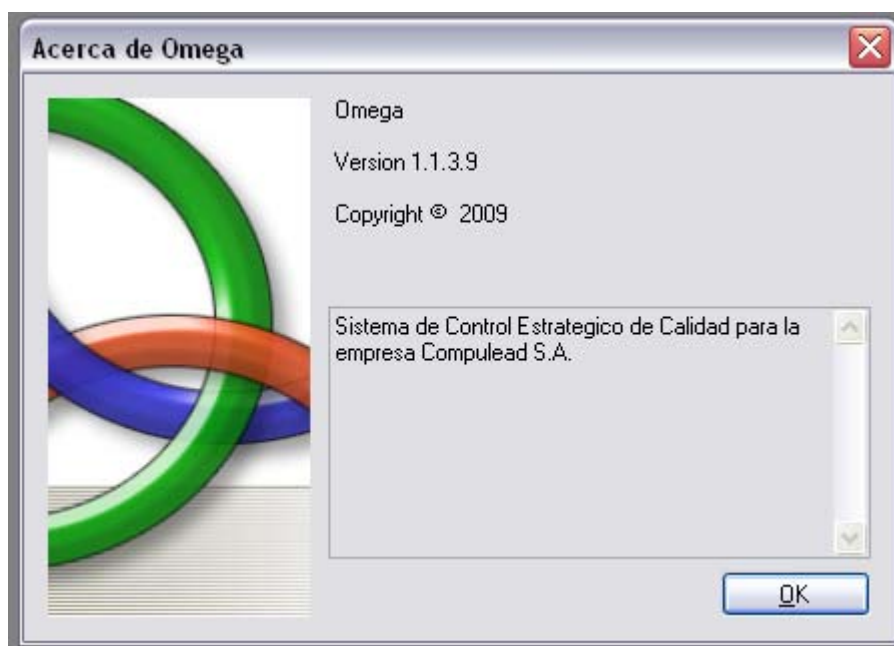 Acerca de Omega
Omega
Version 1.1.3.9
Copyright © 2009
Sistema de Control Estrategico de Calidad para la
empresa Compulead S.A.
OK